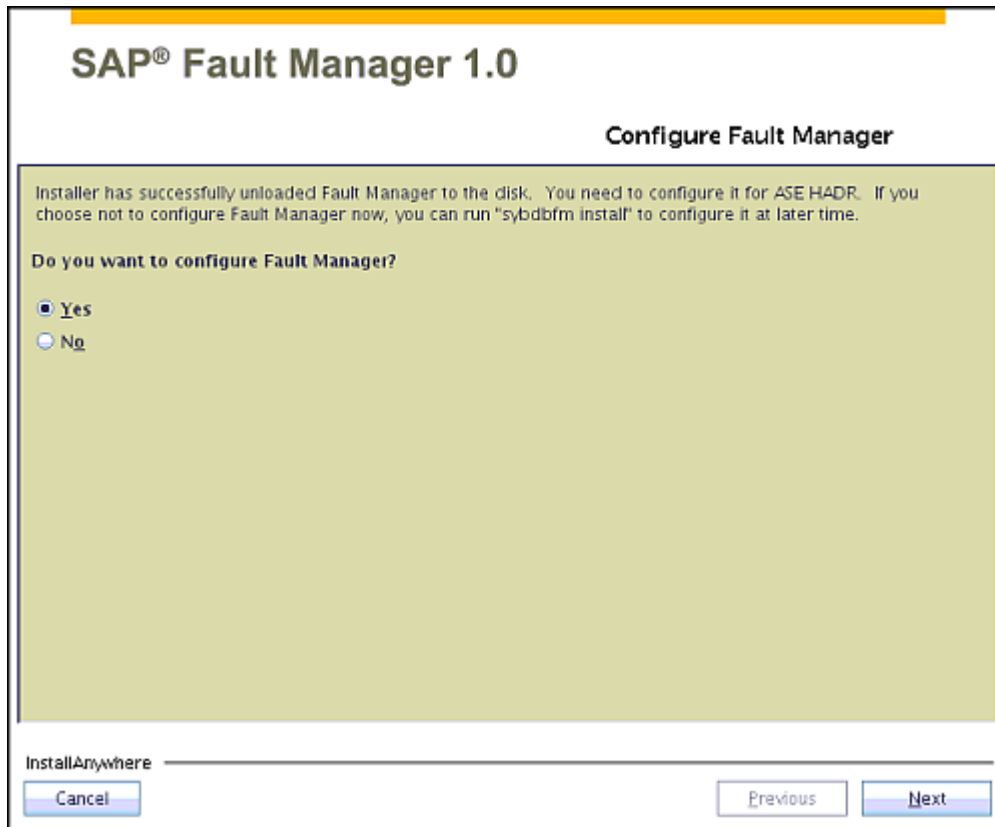 SAP® Fault Manager 1.0
Configure Fault Manager
Installer has successfully unloaded Fault Manager to the disk. You need to configure it for ASE HADR. If you
choose not to configure Fault Manager now, you can run "sybdbfm install" to configure it at later time.
Do you want to configure Fault Manager?
Yes
No
InstallAnywhere
Cancel
Previous
Next